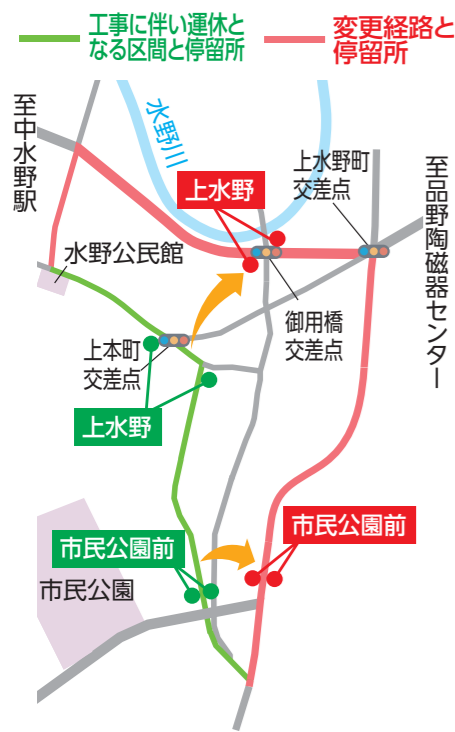 工事に伴い運休と
なる区間と停留所
変更経路と
停留所
至中水野駅
水野川
上水野
上水野町
交差点
至品野陶磁器センター
水野公民館
御用橋
交差点
上本町
交差点
上水野
市民公園前
市民公園前
市民公園